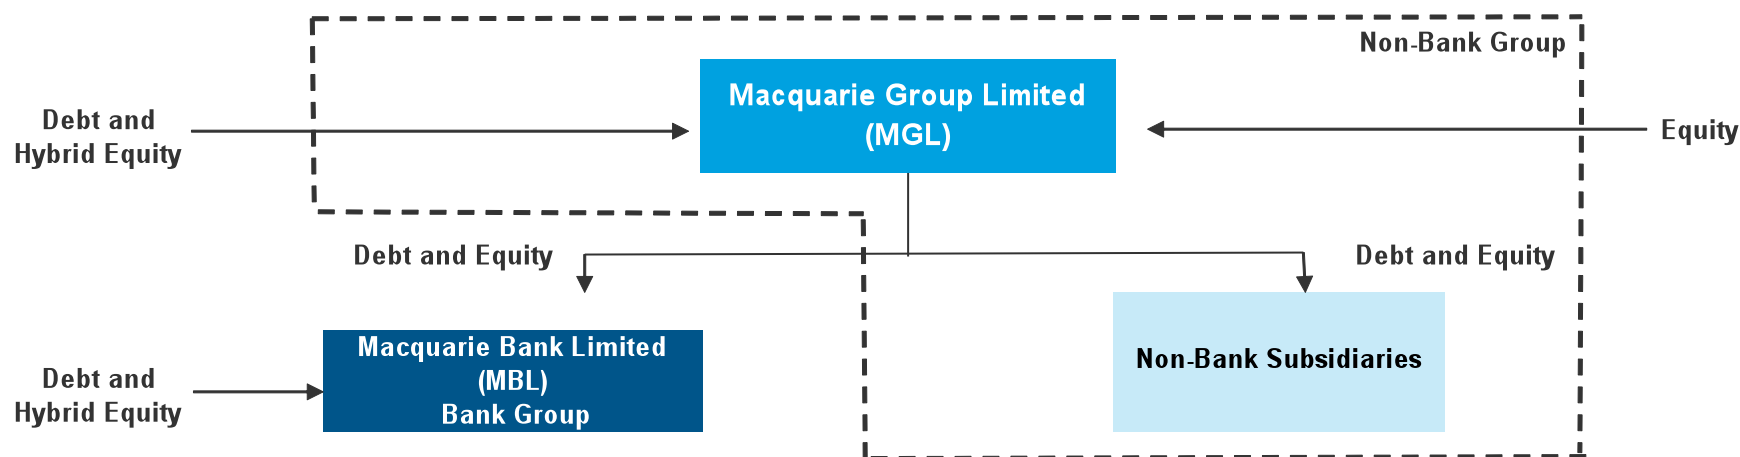 Non-Bank Group
Macquarie Group Limited
(MGL)
Debt and
Hybrid Equity
Equity
Debt and Equity
Debt and Equity
Macquarie Bank Limited
(MBL)
Bank Group
Non-Bank Subsidiaries
Debt and
Hybrid Equity